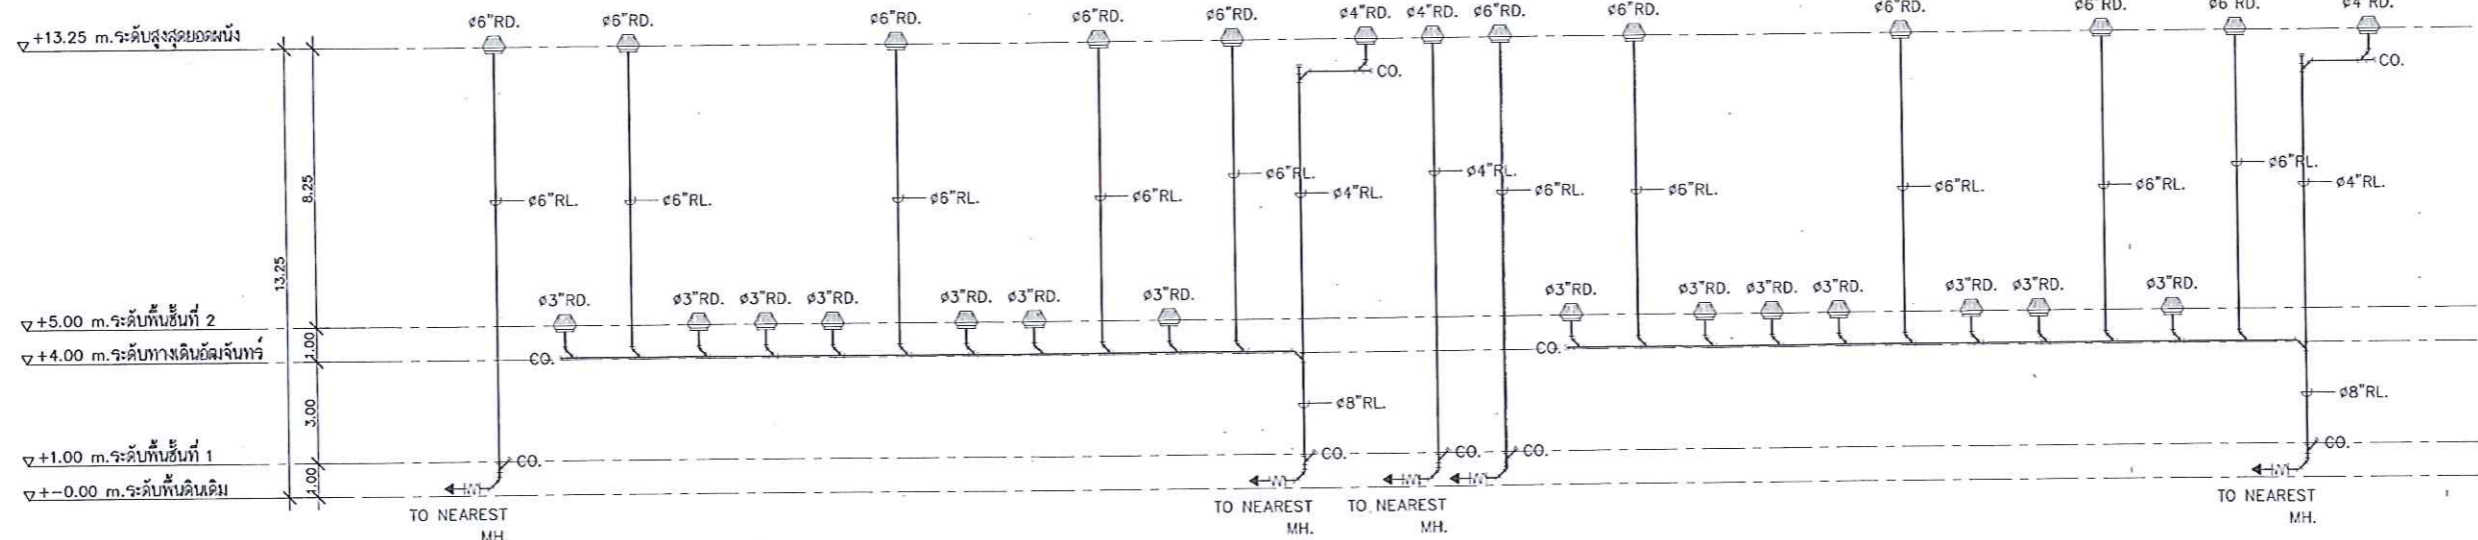 ø6"RD. ø6"RD. ø6"RD. ø6"RD. ø6"RD. ø4"RD. ø4"RD. ø6"RD. ø6"RD. ø6"RD. ø6"RD. ø6"RD. ø4"RD.
+13.25 m.ระดับสูงสุดยอดผนัง
CO. CO.
ø6"RL. ø4"RL. ø6"RL.
ø6"RL. ø6"RL. ø6"RL. ø6"RL. ø4"RL. ø6"RL. ø6"RL. ø6"RL. ø6"RL. ø4"RL.
8.25
13.25
ø3"RD. ø3"RD. ø3"RD. ø3"RD. ø3"RD. ø3"RD. ø3"RD. ø3"RD. ø3"RD. ø3"RD. ø3"RD. ø3"RD. ø3"RD. ø3"RD.
+5.00 m.ระดับพื้นชั้นที่ 2
1.00
+4.00 m.ระดับทางเดินอัฒจันทร์
CO. CO.
3.00
ø8"RL. ø8"RL.
+1.00 m.ระดับพื้นชั้นที่ 1
CO. CO. CO. CO. CO.
1.00
+-0.00 m.ระดับพื้นดินเดิม
TO NEAREST TO NEAREST TO NEAREST TO NEAREST
MH. MH. MH. MH.